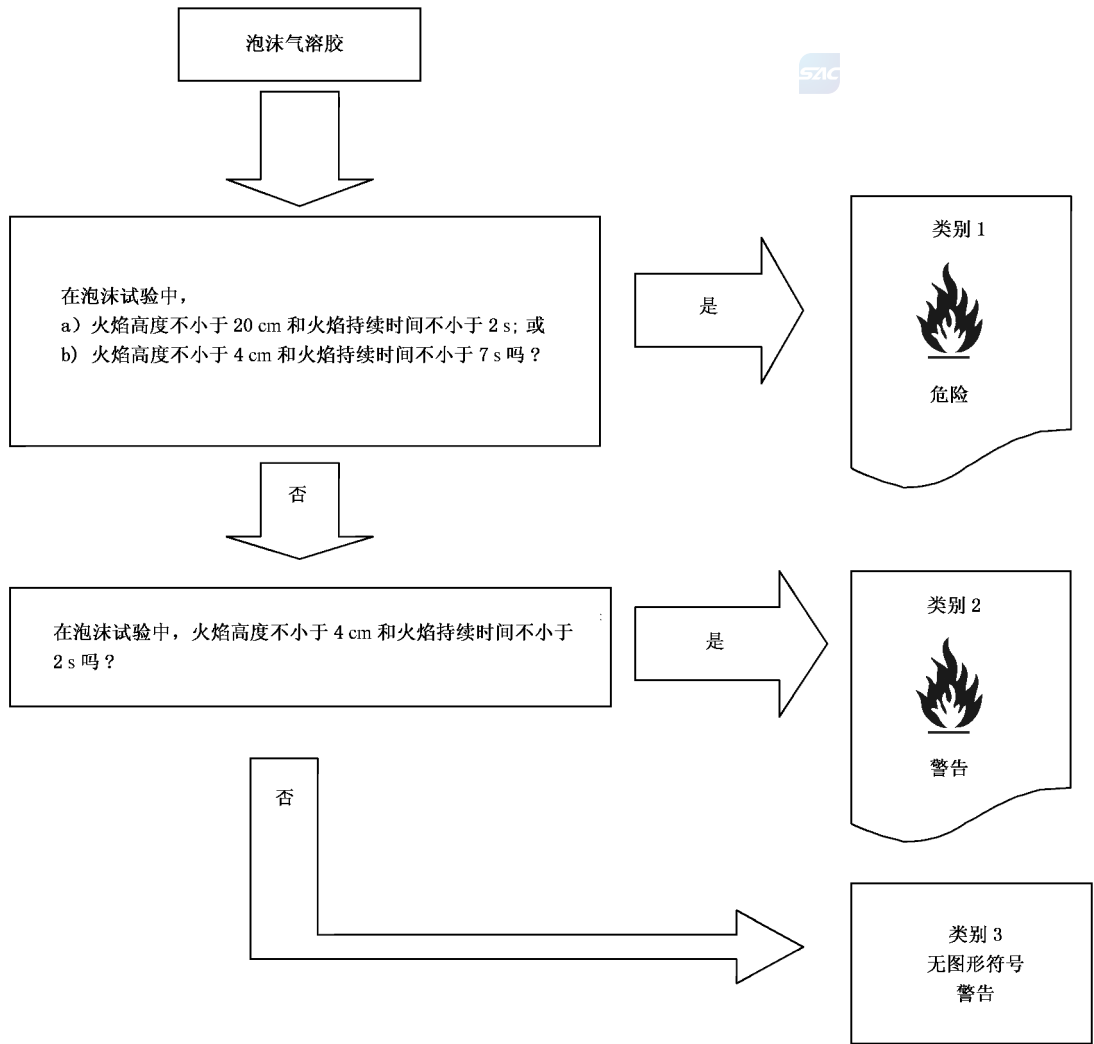 泡沫气溶胶
SAC
在泡沫试验中，
a）火焰高度不小于 20 cm 和火焰持续时间不小于 2 s；或
b）火焰高度不小于 4 cm 和火焰持续时间不小于 7 s 吗？
是
类别 1
危险
否
在泡沫试验中，火焰高度不小于 4 cm 和火焰持续时间不小于
2 s 吗？
是
类别 2
警告
否
类别 3
无图形符号
警告